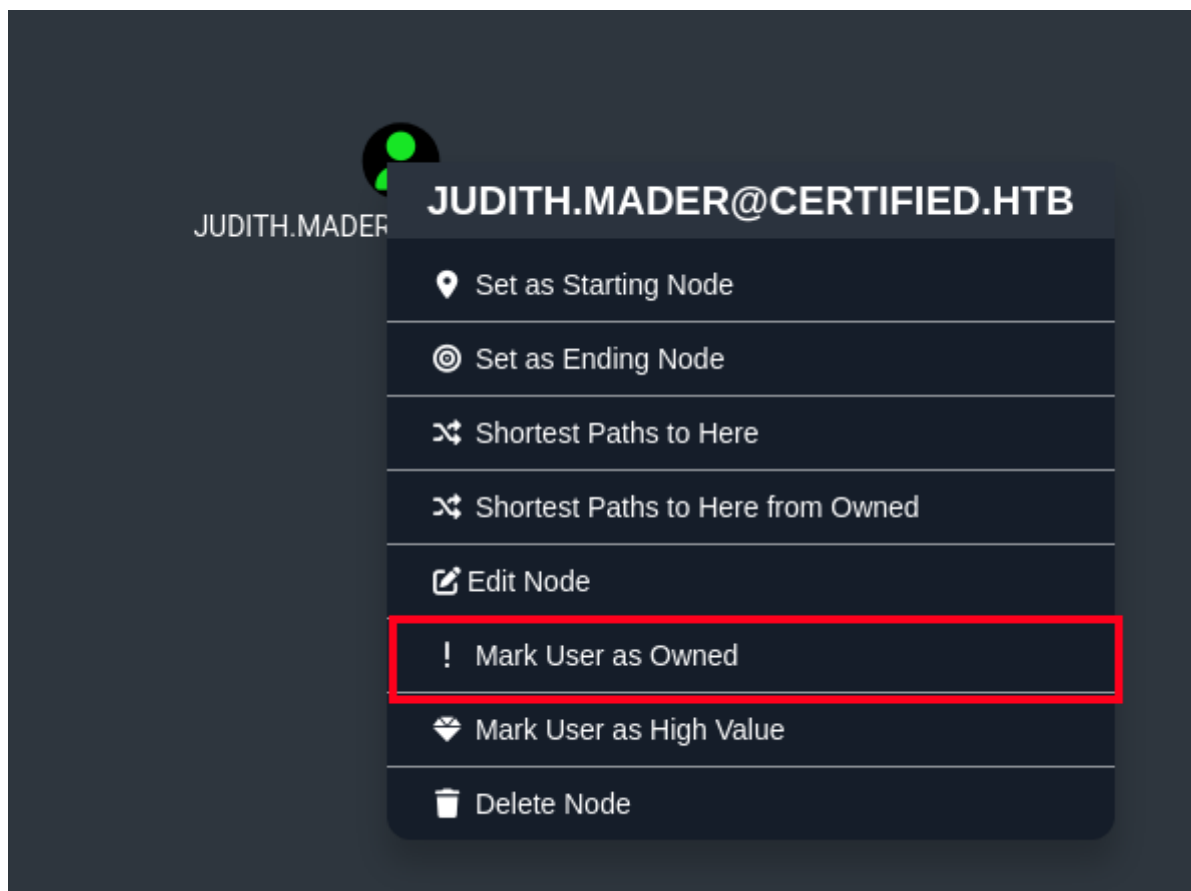 JUDITH.MADER@CERTIFIED.HTB
JUDITH.MADER
Set as Starting Node
Set as Ending Node
Shortest Paths to Here
Shortest Paths to Here from Owned
Edit Node
! Mark User as Owned
Mark User as High Value
Delete Node